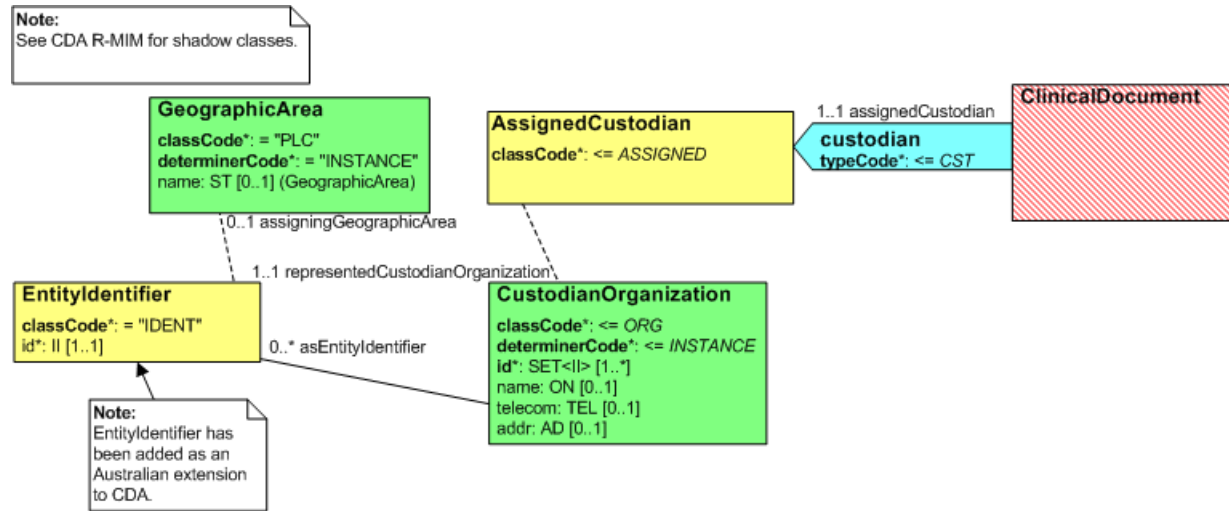 Note:
See CDA R-MIM for shadow classes.
GeographicArea
classCode*: = "PLC"
determinerCode*: = "INSTANCE"
name: ST [0..1] (GeographicArea)
0..1 assigningGeographicArea
AssignedCustodian
classCode*: <= ASSIGNED
1..1 assignedCustodian
custodian
typeCode*: <= CST
ClinicalDocument
1..1 representedCustodianOrganization
EntityIdentifier
classCode*: = "IDENT"
id*: II [1..1]
0..* asEntityIdentifier
CustodianOrganization
classCode*: <= ORG
determinerCode*: <= INSTANCE
id*: SET<II> [1..*]
name: ON [0..1]
telecom: TEL [0..1]
addr: AD [0..1]
Note:
EntityIdentifier has
been added as an
Australian extension
to CDA.